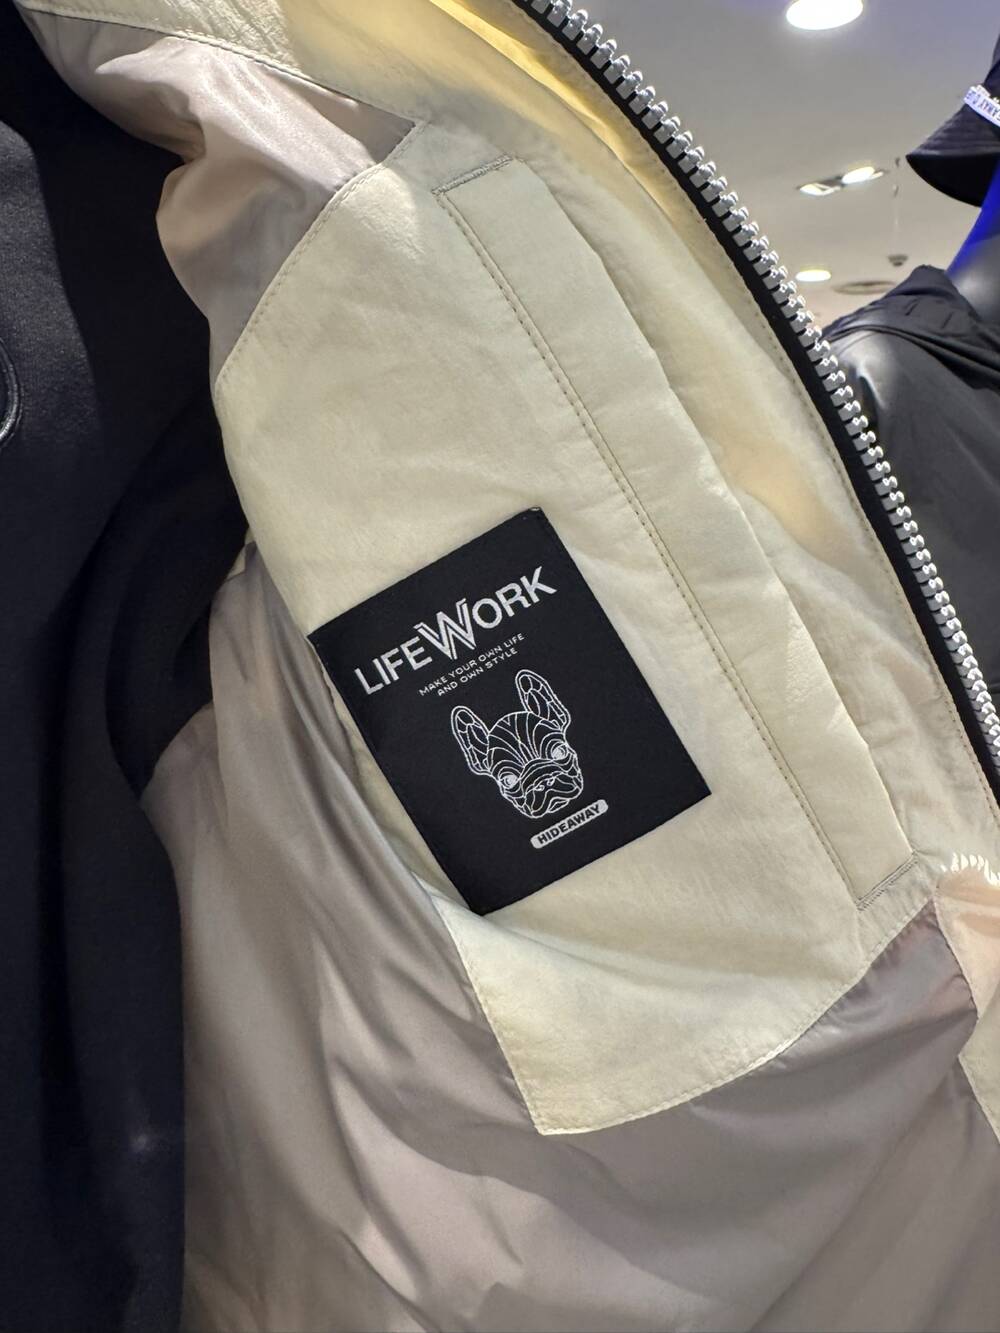 LIFEWORK
MAKE YOUR OWN LIFE
AND OWN STYLE
HIDEAWAY